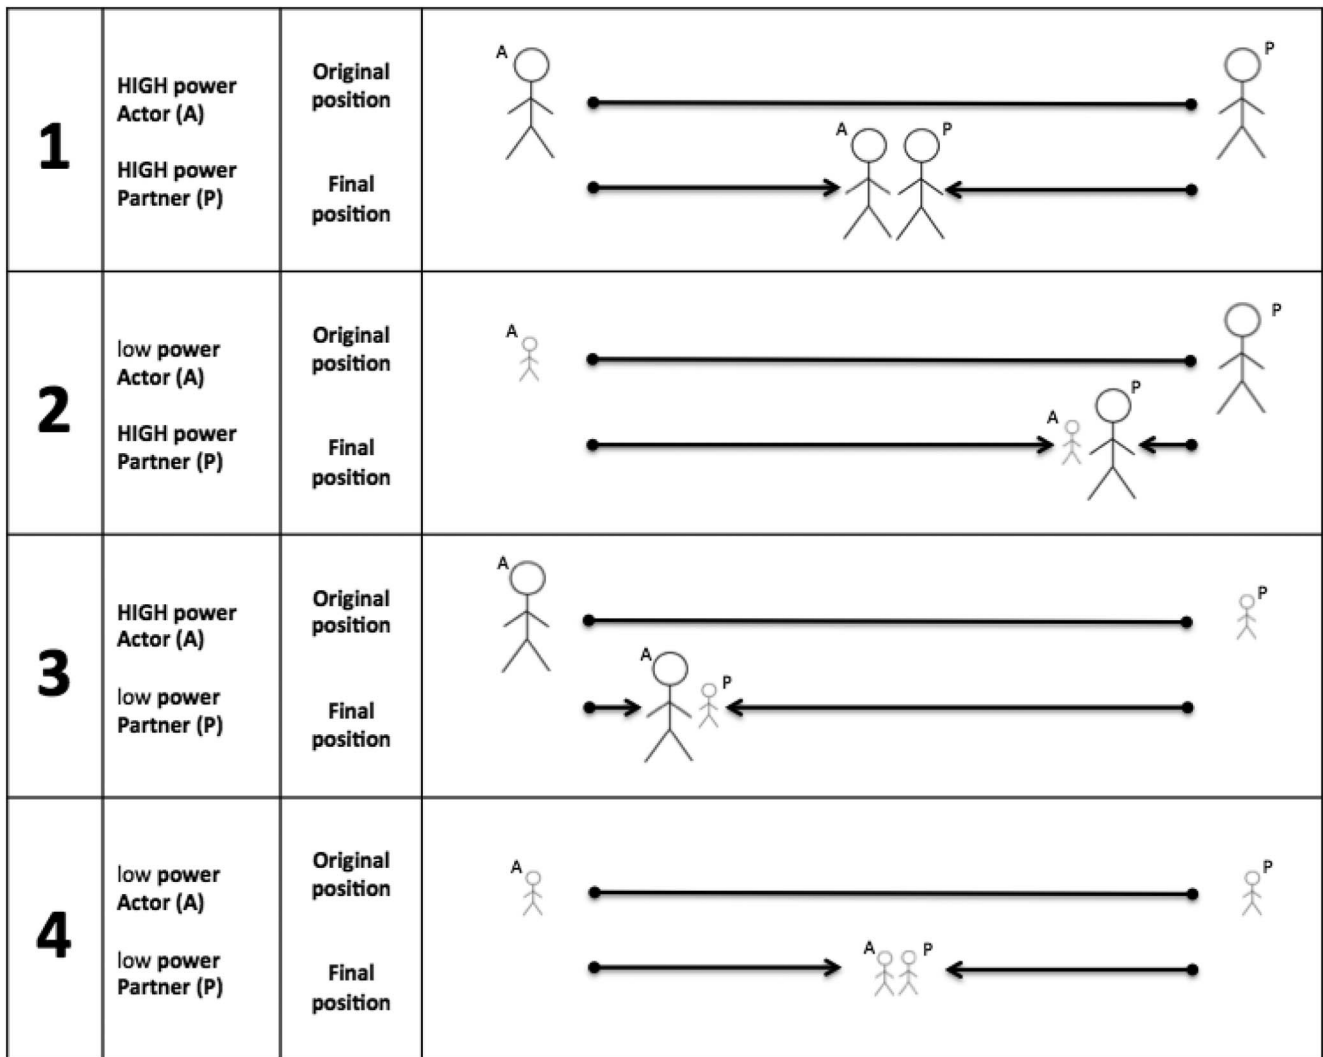 1
HIGH power
Actor (A)
HIGH power
Partner (P)
Original
position
Final
position
A
P
A
P
2
low power
Actor (A)
HIGH power
Partner (P)
Original
position
Final
position
A
P
A
P
3
HIGH power
Actor (A)
low power
Partner (P)
Original
position
Final
position
A
P
A
P
4
low power
Actor (A)
low power
Partner (P)
Original
position
Final
position
A
P
A
P